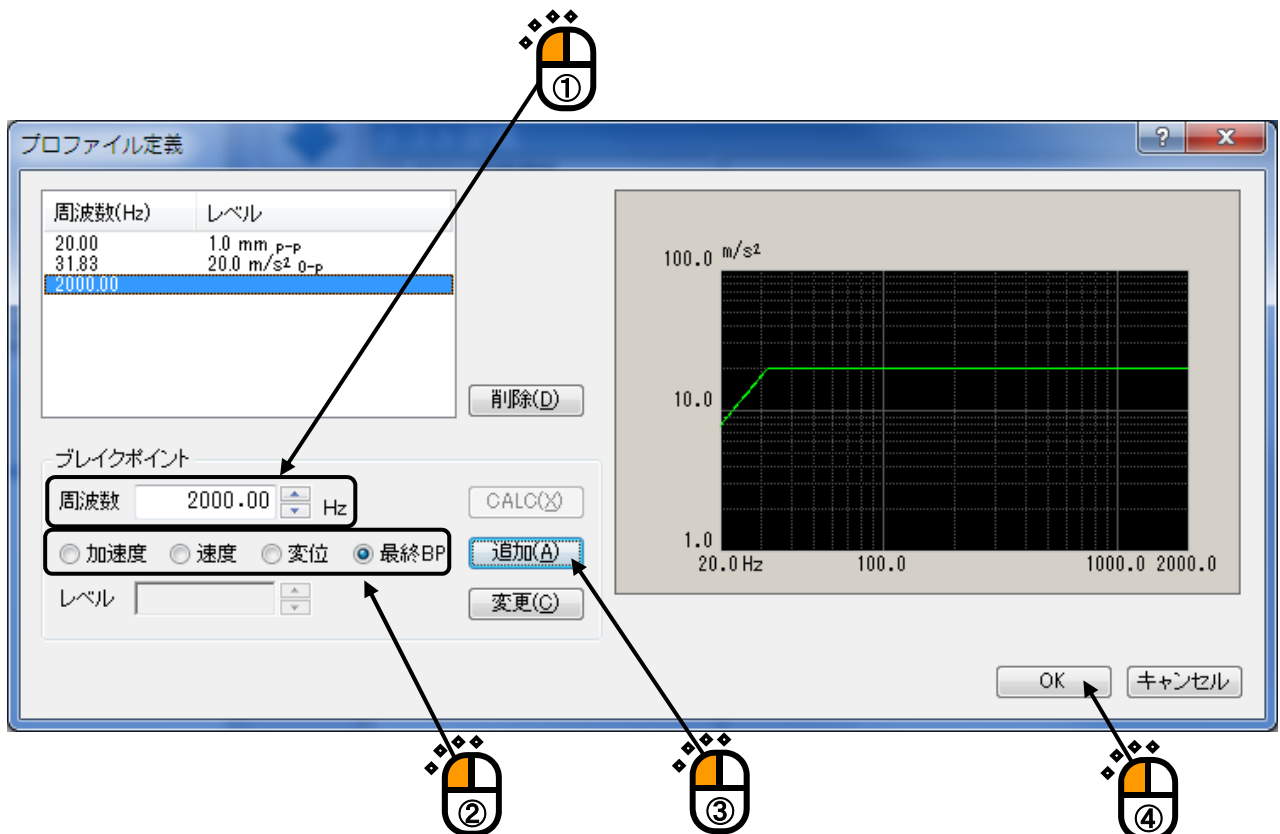 ①
プロファイル定義
?
x
周波数(Hz) レベル
20.00 1.0 mm p-p
31.83 20.0 m/s² 0-p
2000.00
削除(D)
ブレイクポイント
周波数 2000.00 Hz
CALC(X)
加速度 速度 変位 最終BP
追加(A)
レベル
変更(C)
100.0 m/s²
10.0
1.0
20.0 Hz 100.0 1000.0 2000.0
OK キャンセル
② ③ ④